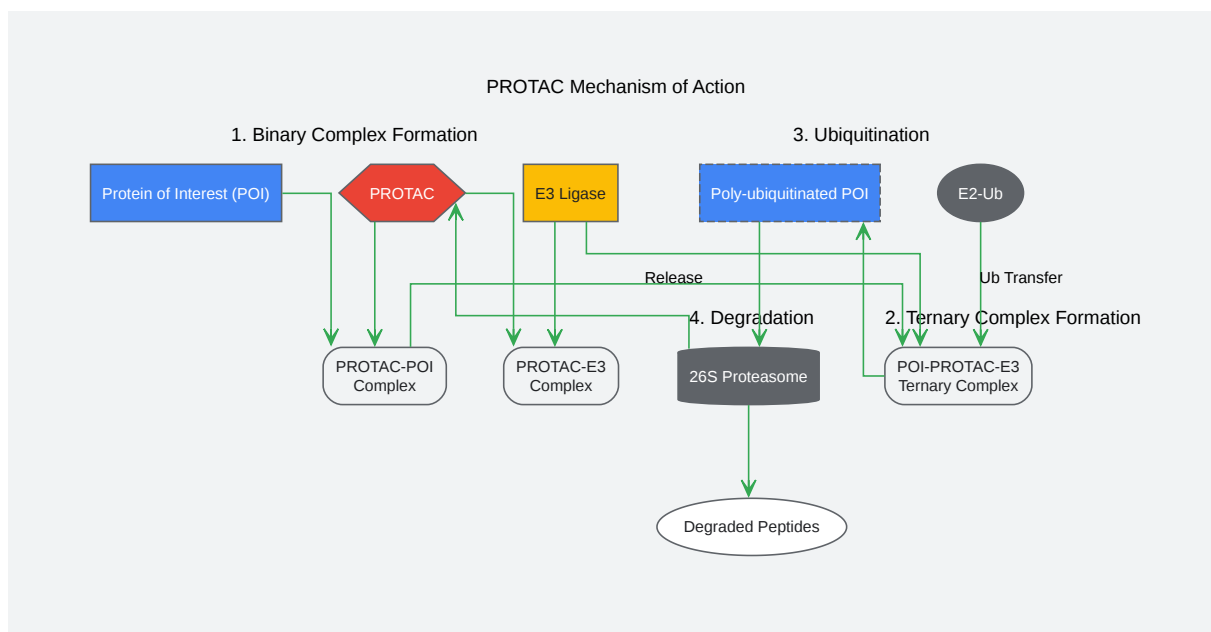 PROTAC Mechanism of Action
1. Binary Complex Formation
3. Ubiquitination
Protein of Interest (POI)
PROTAC
E3 Ligase
Poly-ubiquitinated POI
E2-Ub
Release
Ub Transfer
4. Degradation
2. Ternary Complex Formation
PROTAC-POI
Complex
PROTAC-E3
Complex
26S Proteasome
POI-PROTAC-E3
Ternary Complex
Degraded Peptides